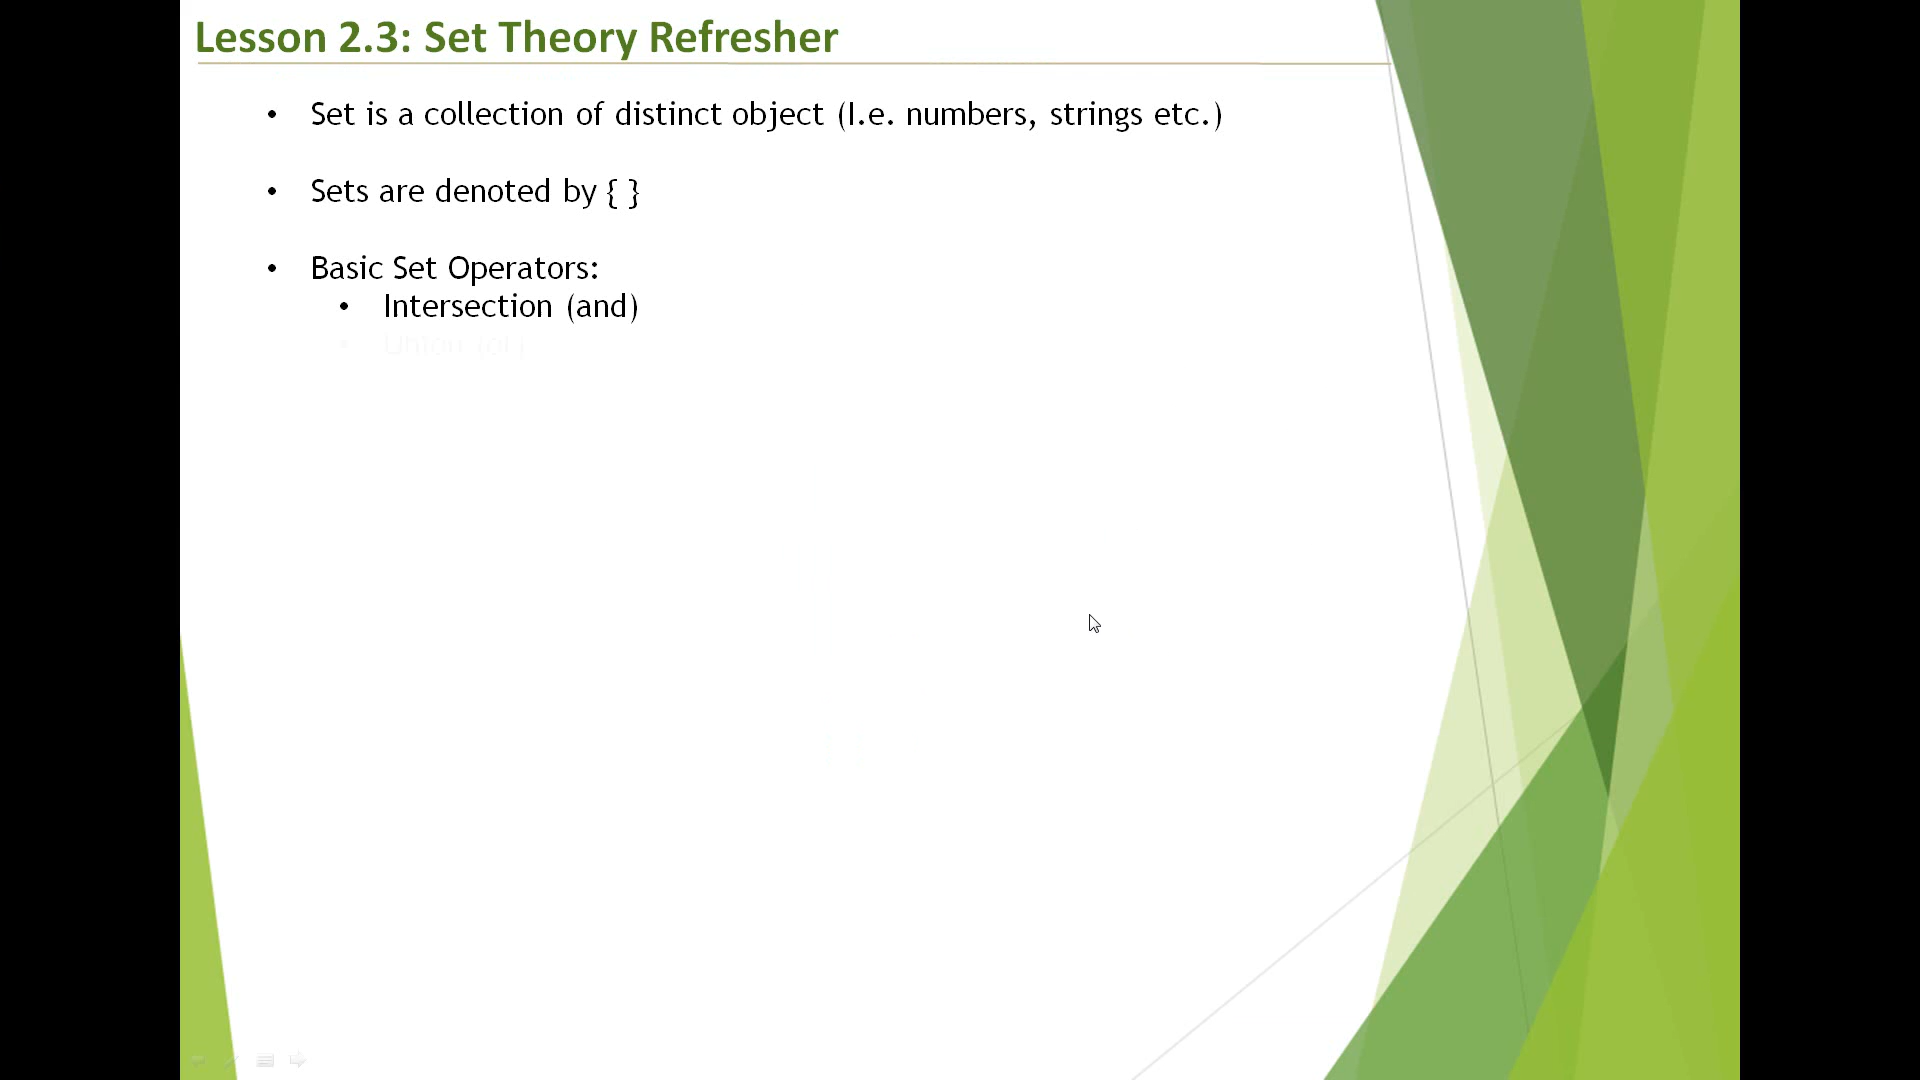 Lesson 2.3: Set Theory Refresher
• Set is a collection of distinct object (I.e. numbers, strings etc.)
• Sets are denoted by { }
• Basic Set Operators:
• Intersection (and)
• Union (or)